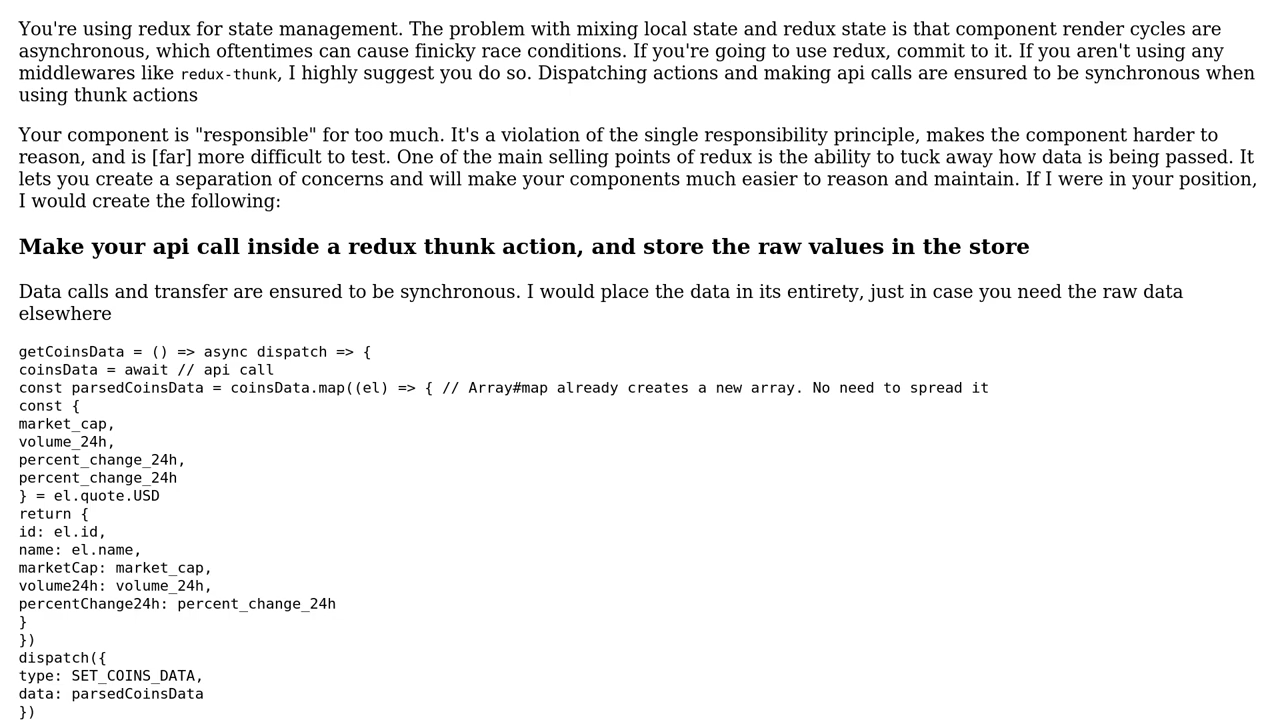 You're using redux for state management. The problem with mixing local state and redux state is that component render cycles are
asynchronous, which oftentimes can cause finicky race conditions. If you're going to use redux, commit to it. If you aren't using any
middlewares like redux-thunk, I highly suggest you do so. Dispatching actions and making api calls are ensured to be synchronous when
using thunk actions
Your component is "responsible" for too much. It's a violation of the single responsibility principle, makes the component harder to
reason, and is [far] more difficult to test. One of the main selling points of redux is the ability to tuck away how data is being passed. It
lets you create a separation of concerns and will make your components much easier to reason and maintain. If I were in your position,
I would create the following:
Make your api call inside a redux thunk action, and store the raw values in the store
Data calls and transfer are ensured to be synchronous. I would place the data in its entirety, just in case you need the raw data
elsewhere
getCoinsData = () => async dispatch => {
coinsData = await // api call
const parsedCoinsData = coinsData.map((el) => { // Array#map already creates a new array. No need to spread it
const {
market_cap,
volume_24h,
percent_change_24h,
percent_change_24h
} = el.quote.USD
return {
id: el.id,
name: el.name,
marketCap: market_cap,
volume24h: volume_24h,
percentChange24h: percent_change_24h
}
})
dispatch({
type: SET_COINS_DATA,
data: parsedCoinsData
})